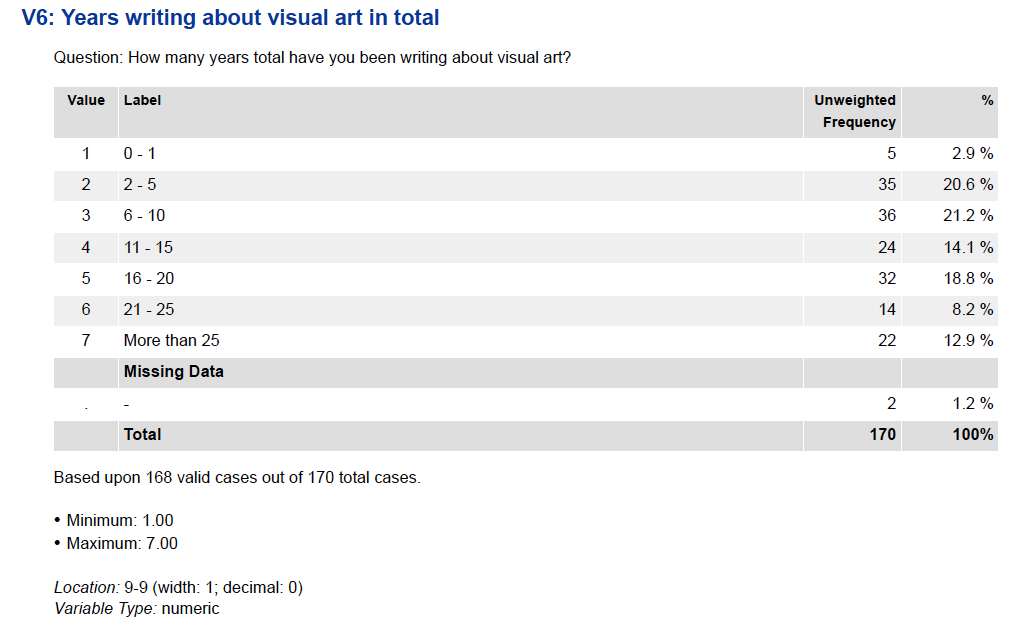 V6: Years writing about visual art in total
Question: How many years total have you been writing about visual art?
Value Label Unweighted Frequency %
1 0 - 1 5 2.9 %
2 2 - 5 35 20.6 %
3 6 - 10 36 21.2 %
4 11 - 15 24 14.1 %
5 16 - 20 32 18.8 %
6 21 - 25 14 8.2 %
7 More than 25 22 12.9 %
Missing Data
. - 2 1.2 %
Total 170 100%
Based upon 168 valid cases out of 170 total cases.
• Minimum: 1.00
• Maximum: 7.00
Location: 9-9 (width: 1; decimal: 0)
Variable Type: numeric